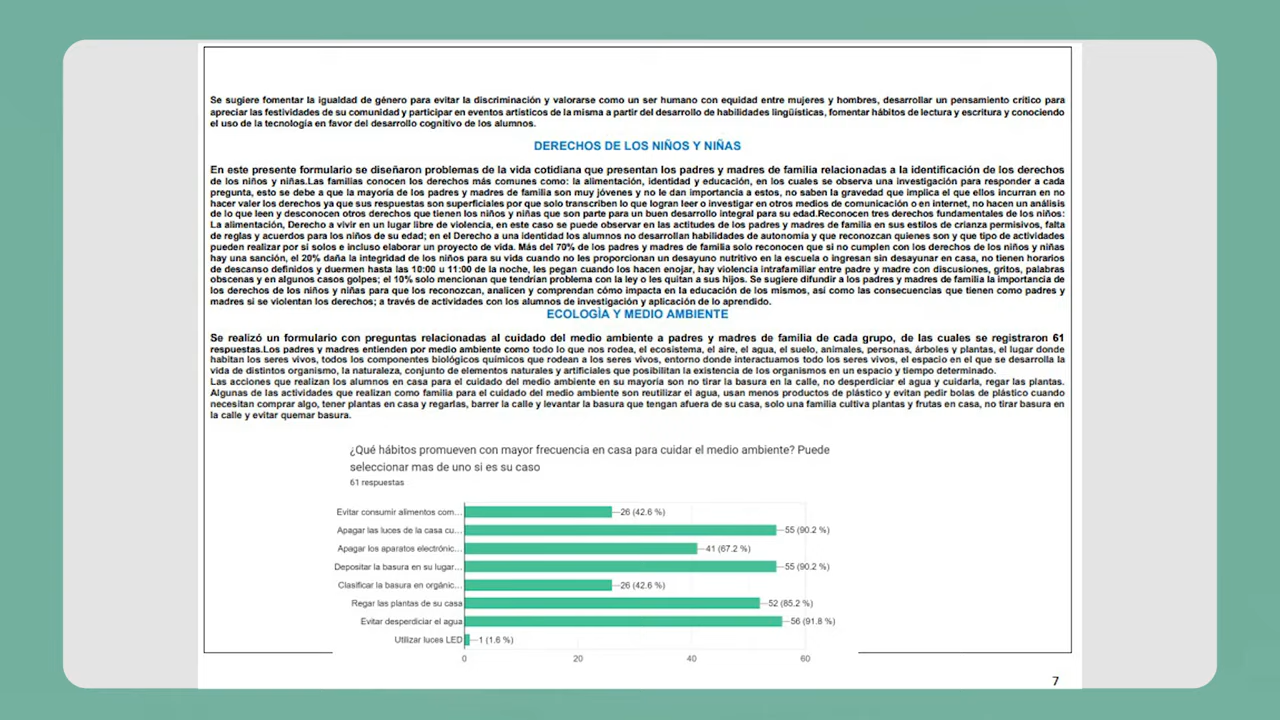 Se sugiere fomentar la igualdad de género para evitar la discriminación y valorarse como un ser humano con equidad entre mujeres y hombres, desarrollar un pensamiento crítico para
apreciar las festividades de su comunidad y participar en eventos artísticos de la misma a partir del desarrollo de habilidades lingüísticas, fomentar hábitos de lectura y escritura y conociendo
el uso de la tecnología en favor del desarrollo cognitivo de los alumnos.
DERECHOS DE LOS NIÑOS Y NIÑAS
En este presente formulario se diseñaron problemas de la vida cotidiana que presentan los padres y madres de familia relacionadas a la identificación de los derechos
de los niños y niñas.Las familias conocen los derechos más comunes como: la alimentación, identidad y educación, en los cuales se observa una investigación para responder a cada
pregunta, esto se debe a que la mayoría de los padres y madres de familia son muy jóvenes y no le dan importancia a estos, no saben la gravedad que implica el que ellos incurran en no
hacer valer los derechos ya que sus respuestas son superficiales por que solo transcriben lo que logran leer o investigar en otros medios de comunicación o en internet, no hacen un análisis
de lo que leen y desconocen otros derechos que tienen los niños y niñas que son parte para un buen desarrollo integral para su edad.Reconocen tres derechos fundamentales de los niños:
La alimentación, Derecho a vivir en un lugar libre de violencia, en este caso se puede observar en las actitudes de los padres y madres de familia en sus estilos de crianza permisivos, falta
de reglas y acuerdos para los niños de su edad; en el Derecho a una identidad los alumnos no desarrollan habilidades de autonomía y que reconozcan quienes son y que tipo de actividades
pueden realizar por si solos e incluso elaborar un proyecto de vida. Más del 70% de los padres y madres de familia solo reconocen que si no cumplen con los derechos de los niños y niñas
hay una sanción, el 20% daña la integridad de los niños para su vida cuando no les proporcionan un desayuno nutritivo en la escuela o ingresan sin desayunar en casa, no tienen horarios
de descanso definidos y duermen hasta las 10:00 u 11:00 de la noche, les pegan cuando los hacen enojar, hay violencia intrafamiliar entre padre y madre con discusiones, gritos, palabras
obscenas y en algunos casos golpes; el 10% solo mencionan que tendrían problema con la ley o les quitan a sus hijos. Se sugiere difundir a los padres y madres de familia la importancia de
los derechos de los niños y niñas para que los reconozcan, analicen y comprendan cómo impacta en la educación de los mismos, así como las consecuencias que tienen como padres y
madres si se violentan los derechos; a través de actividades con los alumnos de investigación y aplicación de lo aprendido.
ECOLOGÌA Y MEDIO AMBIENTE
Se realizó un formulario con preguntas relacionadas al cuidado del medio ambiente a padres y madres de familia de cada grupo, de las cuales se registraron 61
respuestas.Los padres y madres entienden por medio ambiente como todo lo que nos rodea, el ecosistema, el aire, el agua, el suelo, animales, personas, árboles y plantas, el lugar donde
habitan los seres vivos, todos los componentes biológicos químicos que rodean a los seres vivos, entorno donde interactuamos todo los seres vivos, el espacio en el que se desarrolla la
vida de distintos organismo, la naturaleza, conjunto de elementos naturales y artificiales que posibilitan la existencia de los organismos en un espacio y tiempo determinado.
Las acciones que realizan los alumnos en casa para el cuidado del medio ambiente en su mayoría son no tirar la basura en la calle, no desperdiciar el agua y cuidarla, regar las plantas.
Algunas de las actividades que realizan como familia para el cuidado del medio ambiente son reutilizar el agua, usan menos productos de plástico y evitan pedir bolas de plástico cuando
necesitan comprar algo, tener plantas en casa y regarlas, barrer la calle y levantar la basura que tengan afuera de su casa, solo una familia cultiva plantas y frutas en casa, no tirar basura en
la calle y evitar quemar basura.
¿Qué hábitos promueven con mayor frecuencia en casa para cuidar el medio ambiente? Puede
seleccionar mas de uno si es su caso
61 respuestas
Evitar consumir alimentos com... 26 (42.6 %)
Apagar las luces de la casa cu... 55 (90.2 %)
Apagar los aparatos electrónic... 41 (67.2 %)
Depositar la basura en su lugar... 55 (90.2 %)
Clasificar la basura en orgánic... 26 (42.6 %)
Regar las plantas de su casa 52 (85.2 %)
Evitar desperdiciar el agua 56 (91.8 %)
Utilizar luces LED 1 (1.6 %)
0 20 40 60
7